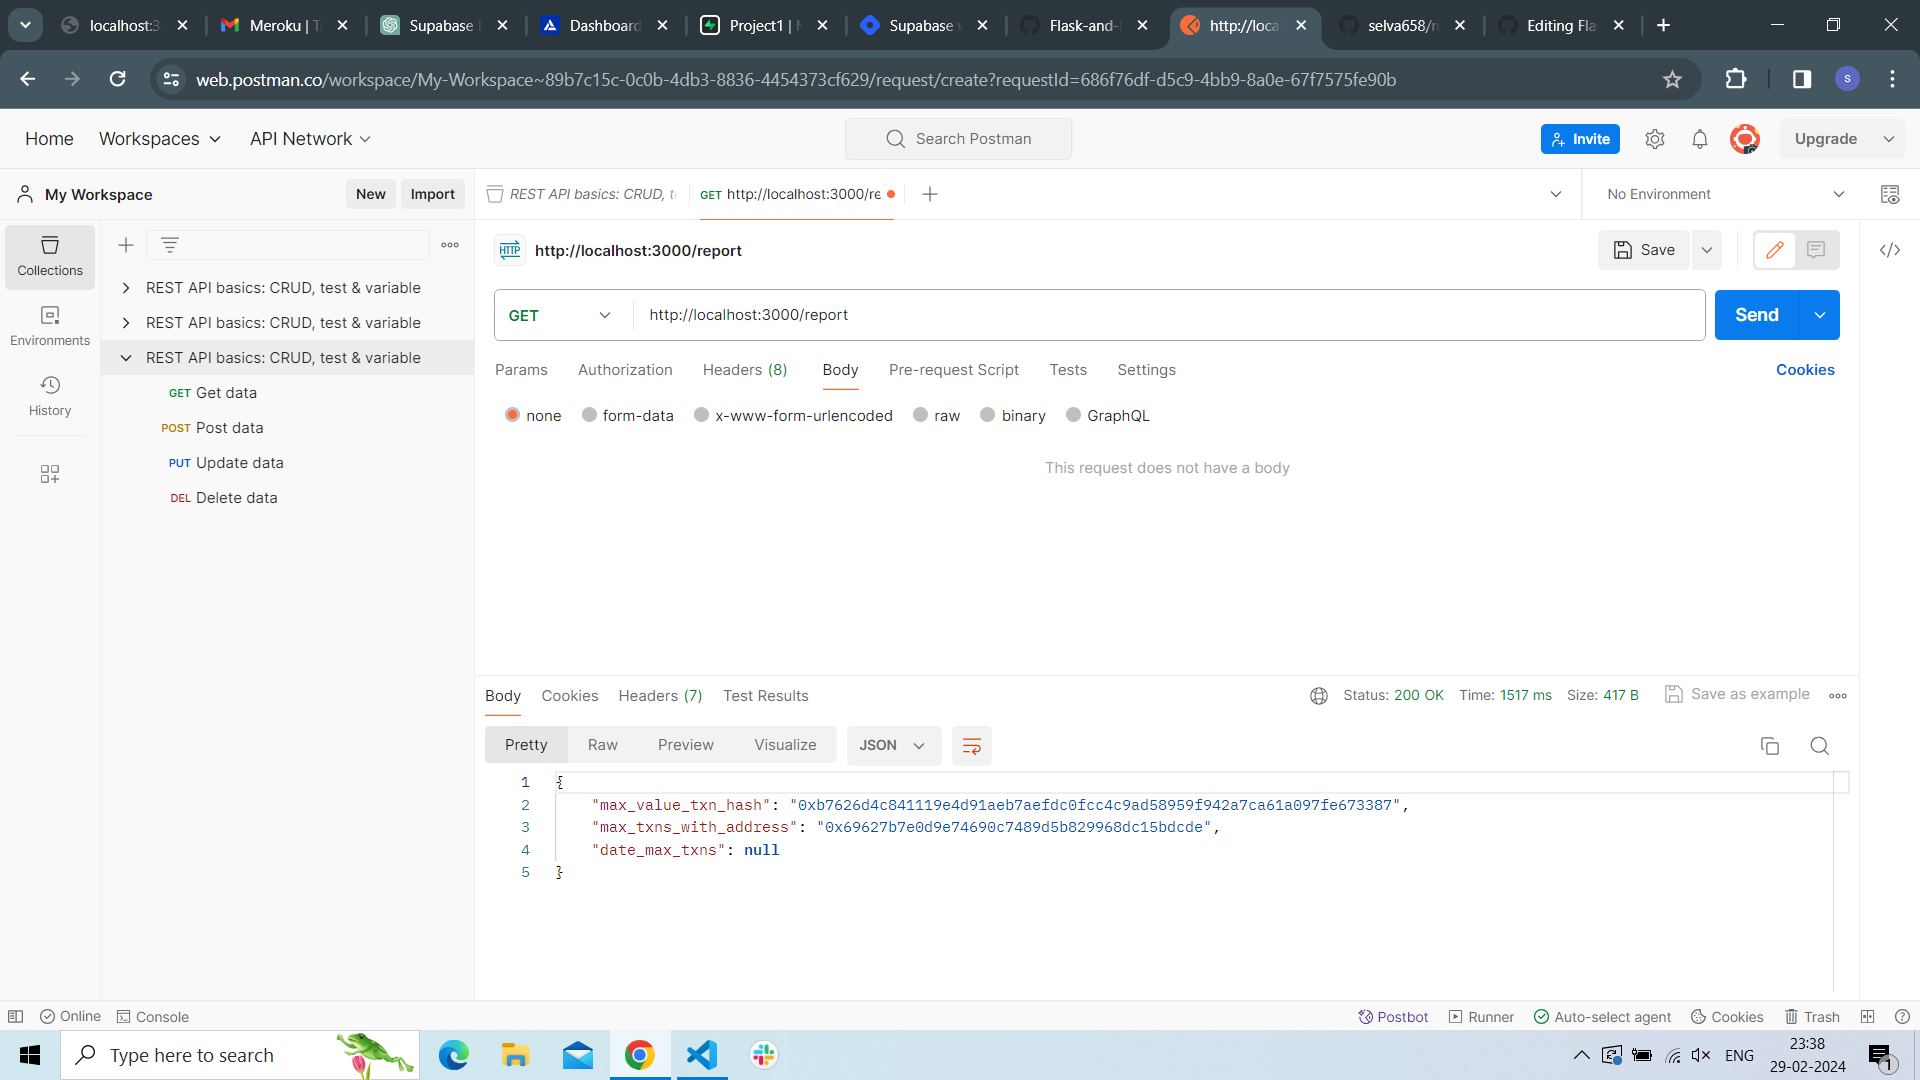 localhost:3
Meroku | T
Supabase
Dashboard
Project1 | M
Supabase
Flask-and-
http://loca
selva658/
Editing Fla
web.postman.co/workspace/My-Workspace~89b7c15c-0c0b-4db3-8836-4454373cf629/request/create?requestId=686f76df-d5c9-4bb9-8a0e-67f7575fe90b
S
Home
Workspaces
API Network
Search Postman
Invite
Upgrade
My Workspace
New
Import
REST API basics: CRUD, t
GET http://localhost:3000/re
No Environment
Collections
Environments
History
REST API basics: CRUD, test & variable
REST API basics: CRUD, test & variable
REST API basics: CRUD, test & variable
GET Get data
POST Post data
PUT Update data
DEL Delete data
HTTP http://localhost:3000/report
Save
GET
http://localhost:3000/report
Send
Params
Authorization
Headers (8)
Body
Pre-request Script
Tests
Settings
Cookies
none
form-data
x-www-form-urlencoded
raw
binary
GraphQL
This request does not have a body
Body
Cookies
Headers (7)
Test Results
Status: 200 OK
Time: 1517 ms
Size: 417 B
Save as example
Pretty
Raw
Preview
Visualize
JSON
1 {
2 "max_value_txn_hash": "0xb7626d4c841119e4d91aeb7aefdc0fcc4c9ad58959f942a7ca61a097fe673387",
3 "max_txns_with_address": "0x69627b7e0d9e74690c7489d5b829968dc15bdcde",
4 "date_max_txns": null
5 }
Online
Console
Postbot
Runner
Auto-select agent
Cookies
Trash
Type here to search
ENG
23:38
29-02-2024
1